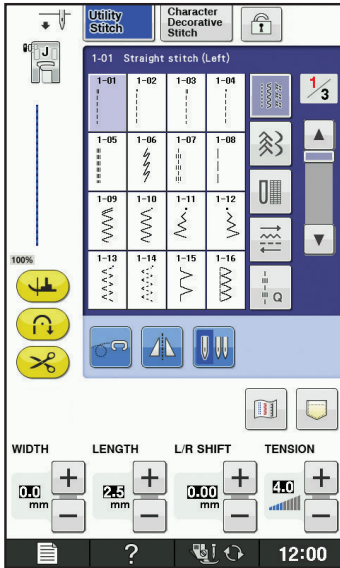 Utility
Stitch
Character
Decorative
Stitch
J
1-01 Straight stitch (Left)
1/3
1-01 1-02 1-03 1-04
1-05 1-06 1-07 1-08
1-09 1-10 1-11 1-12
1-13 1-14 1-15 1-16
Q
100%
WIDTH LENGTH L/R SHIFT TENSION
0.0 mm 2.5 mm 0.00 mm 4.0
? 12:00